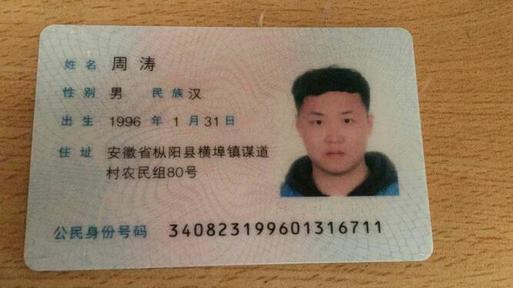 姓名 周涛
性别 男 民族 汉
出生 1996 年 1 月 31 日
住址 安徽省枞阳县横埠镇谋道
村农民组80号
公民身份号码 340823199601316711